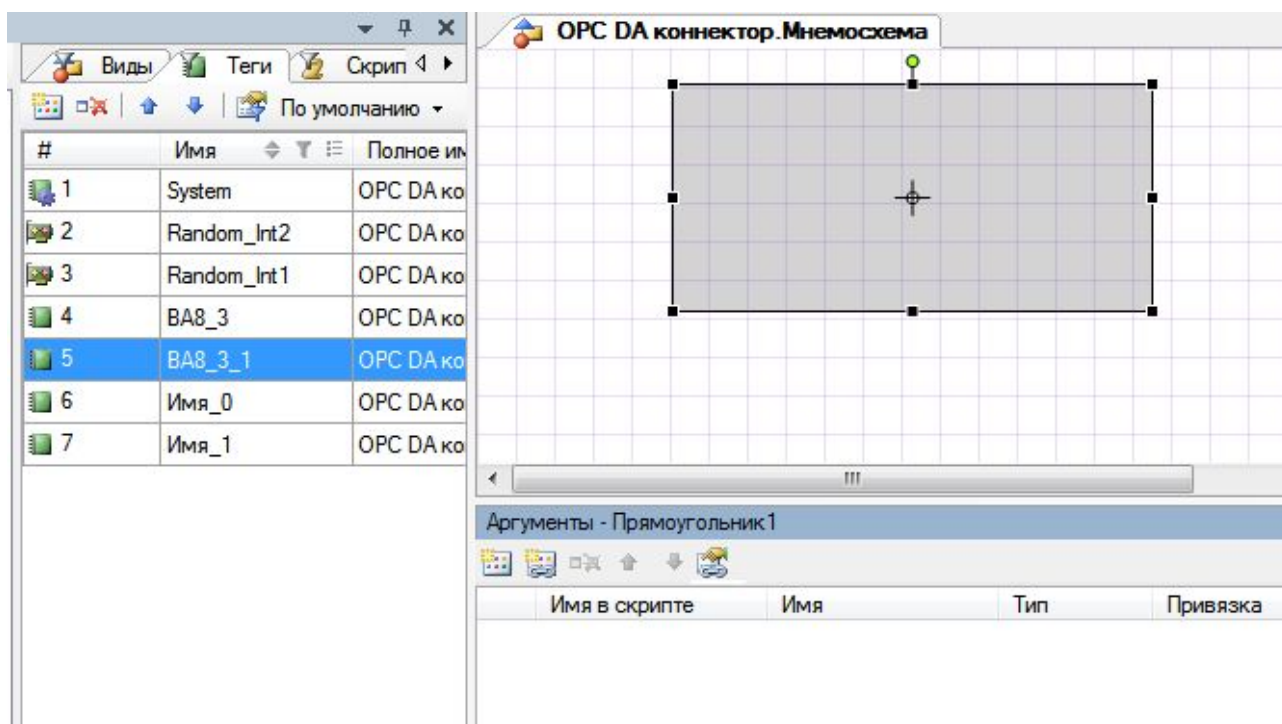 Виды Теги Скрип
По умолчанию
# Имя Полное им
1 System OPC DA ко
2 Random_Int2 OPC DA ко
3 Random_Int1 OPC DA ко
4 BA8_3 OPC DA ко
5 BA8_3_1 OPC DA ко
6 Имя_0 OPC DA ко
7 Имя_1 OPC DA ко
OPC DA коннектор.Мнемосхема
Аргументы - Прямоугольник1
Имя в скрипте Имя Тип Привязка